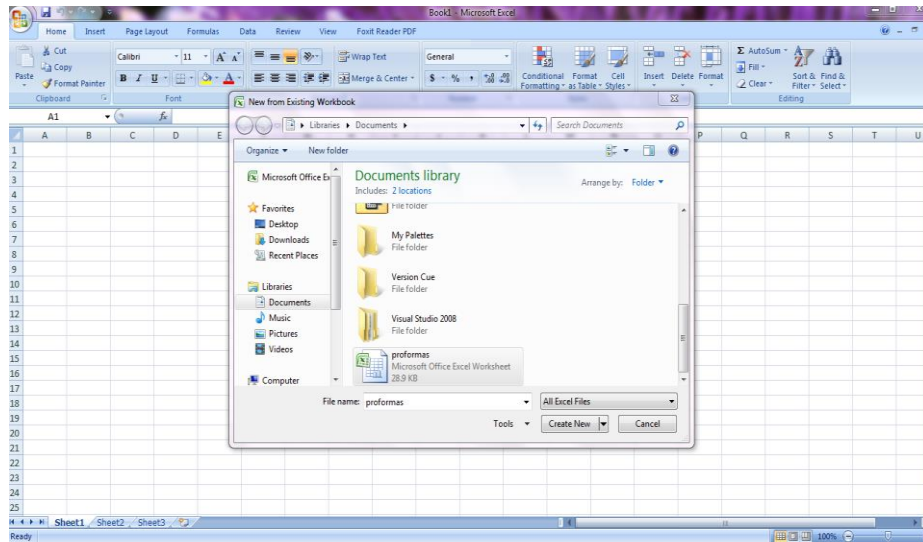 Book1 - Microsoft Excel
Home Insert Page Layout Formulas Data Review View Foxit Reader PDF
Paste
Cut
Copy
Format Painter
Clipboard
Calibri 11 A A
B I U A
Font
Wrap Text
Merge & Center
General
$ % ,
Conditional Formatting
Format as Table
Cell Styles
Insert Delete Format
Σ AutoSum
Fill
Clear
Sort & Filter
Find & Select
Editing
A1 fx
A B C D E P Q R S T U
1
2
3
4
5
6
7
8
9
10
11
12
13
14
15
16
17
18
19
20
21
22
23
24
25
New from Existing Workbook
Libraries Documents Search Documents
Organize New folder
Microsoft Office Ex
Favorites
Desktop
Downloads
Recent Places
Libraries
Documents
Music
Pictures
Videos
Computer
Documents library
Includes: 2 locations
Arrange by: Folder
File folder
My Palettes
File folder
Version Cue
File folder
Visual Studio 2008
File folder
proformas
Microsoft Office Excel Worksheet
28.9 KB
File name: proformas All Excel Files
Tools Create New Cancel
Sheet1 Sheet2 Sheet3
Ready 100%